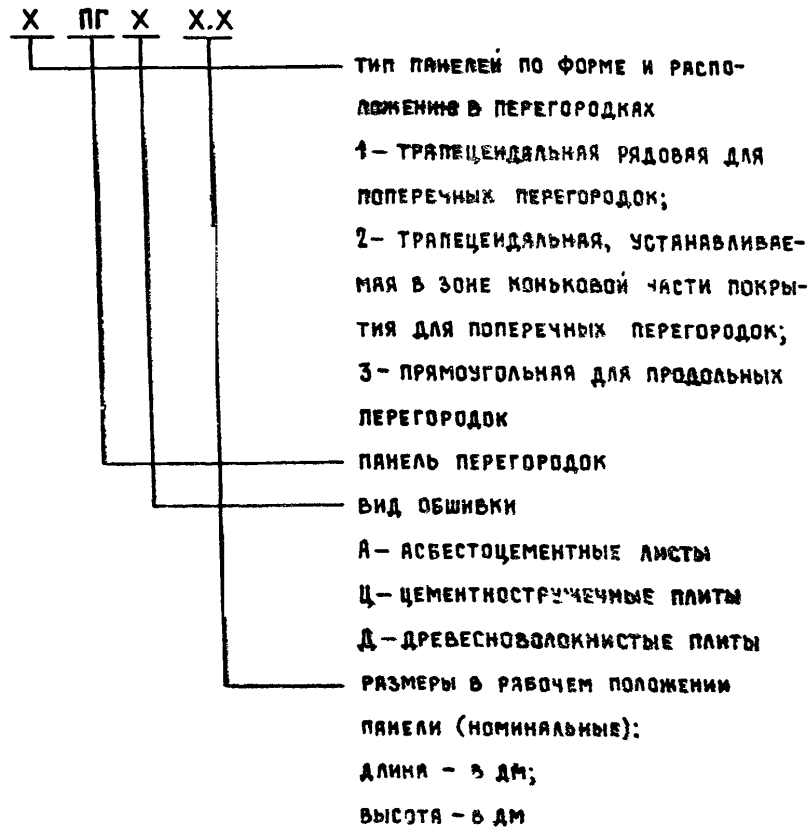 Х ПГ Х Х.Х
ТИП ПАНЕЛЕЙ ПО ФОРМЕ И РАСПО-
ЛОЖЕНИЮ В ПЕРЕГОРОДКАХ
1 – ТРАПЕЦЕИДАЛЬНАЯ РЯДОВАЯ ДЛЯ
ПОПЕРЕЧНЫХ ПЕРЕГОРОДОК;
2 – ТРАПЕЦЕИДАЛЬНАЯ, УСТАНАВЛИВАЕ-
МАЯ В ЗОНЕ КОНЬКОВОЙ ЧАСТИ ПОКРЫ-
ТИЯ ДЛЯ ПОПЕРЕЧНЫХ ПЕРЕГОРОДОК;
3 – ПРЯМОУГОЛЬНАЯ ДЛЯ ПРОДОЛЬНЫХ
ПЕРЕГОРОДОК
ПАНЕЛЬ ПЕРЕГОРОДОК
ВИД ОБШИВКИ
А – АСБЕСТОЦЕМЕНТНЫЕ ЛИСТЫ
Ц – ЦЕМЕНТНОСТРУЖЕЧНЫЕ ПЛИТЫ
Д – ДРЕВЕСНОВОЛОКНИСТЫЕ ПЛИТЫ
РАЗМЕРЫ В РАБОЧЕМ ПОЛОЖЕНИИ
ПАНЕЛИ (НОМИНАЛЬНЫЕ):
ДЛИНА – В ДМ;
ВЫСОТА – В ДМ